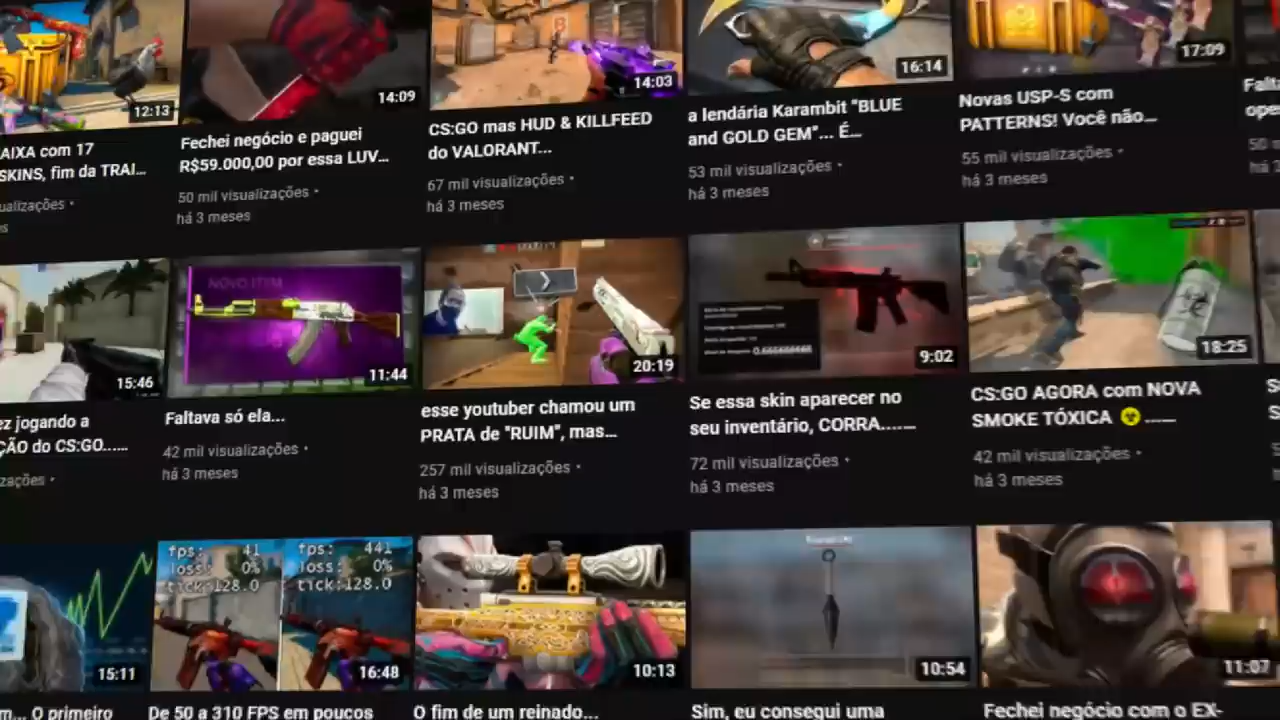 12:13
14:09
14:03
16:14
17:09
AIXA com 17
SKINS, fim da TRAI...
ualizações •
s
Fechei negócio e paguei
R$59.000,00 por essa LUV...
50 mil visualizações •
há 3 meses
CS:GO mas HUD & KILLFEED
do VALORANT...
67 mil visualizações •
há 3 meses
a lendária Karambit "BLUE
and GOLD GEM"... É...
53 mil visualizações •
há 3 meses
Novas USP-S com
PATTERNS! Você não...
55 mil visualizações •
há 3 meses
Falt
ope
50
há
NOVO ITEM
15:46
11:44
20:19
9:02
18:25
ez jogando a
ÇÃO do CS:GO......
zações •
Faltava só ela...
42 mil visualizações •
há 3 meses
esse youtuber chamou um
PRATA de "RUIM", mas...
257 mil visualizações •
há 3 meses
Se essa skin aparecer no
seu inventário, CORRA.......
72 mil visualizações •
há 3 meses
CS:GO AGORA com NOVA
SMOKE TÓXICA ☣ ......
42 mil visualizações •
há 3 meses
fps: 41
loss: 0%
tick:128.0
fps: 441
loss: 0%
tick:128.0
15:11
16:48
10:13
10:54
11:07
m... O primeiro
De 50 a 310 FPS em poucos
O fim de um reinado...
Sim, eu consegui uma
Fechei negócio com o EX-